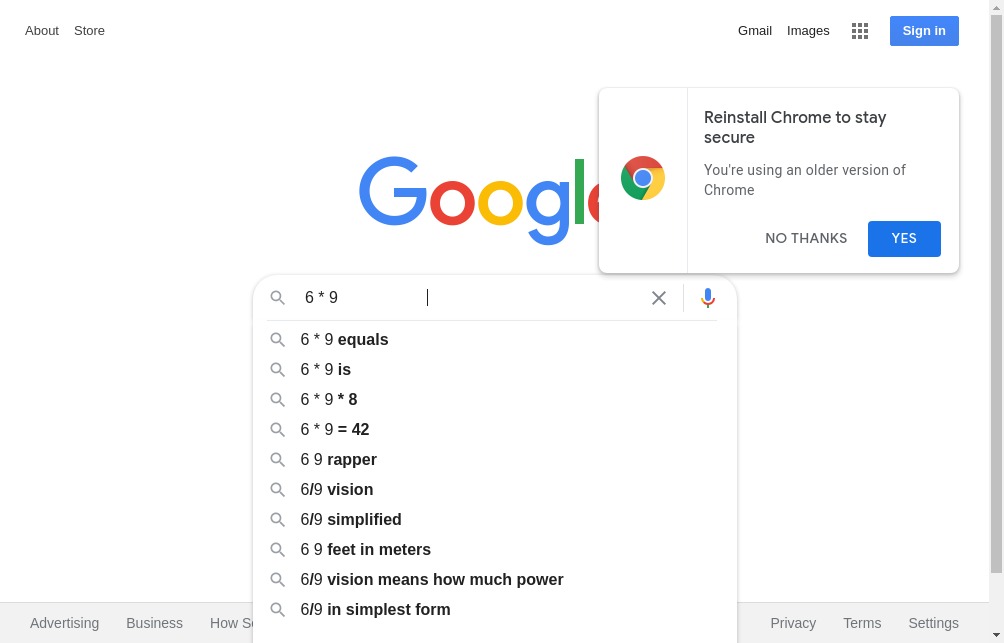 About Store
Gmail Images Sign in
Reinstall Chrome to stay
secure
You're using an older version of
Chrome
NO THANKS YES
Google
6 * 9
6 * 9 equals
6 * 9 is
6 * 9 * 8
6 * 9 = 42
6 9 rapper
6/9 vision
6/9 simplified
6 9 feet in meters
6/9 vision means how much power
6/9 in simplest form
Advertising Business How Privacy Terms Settings